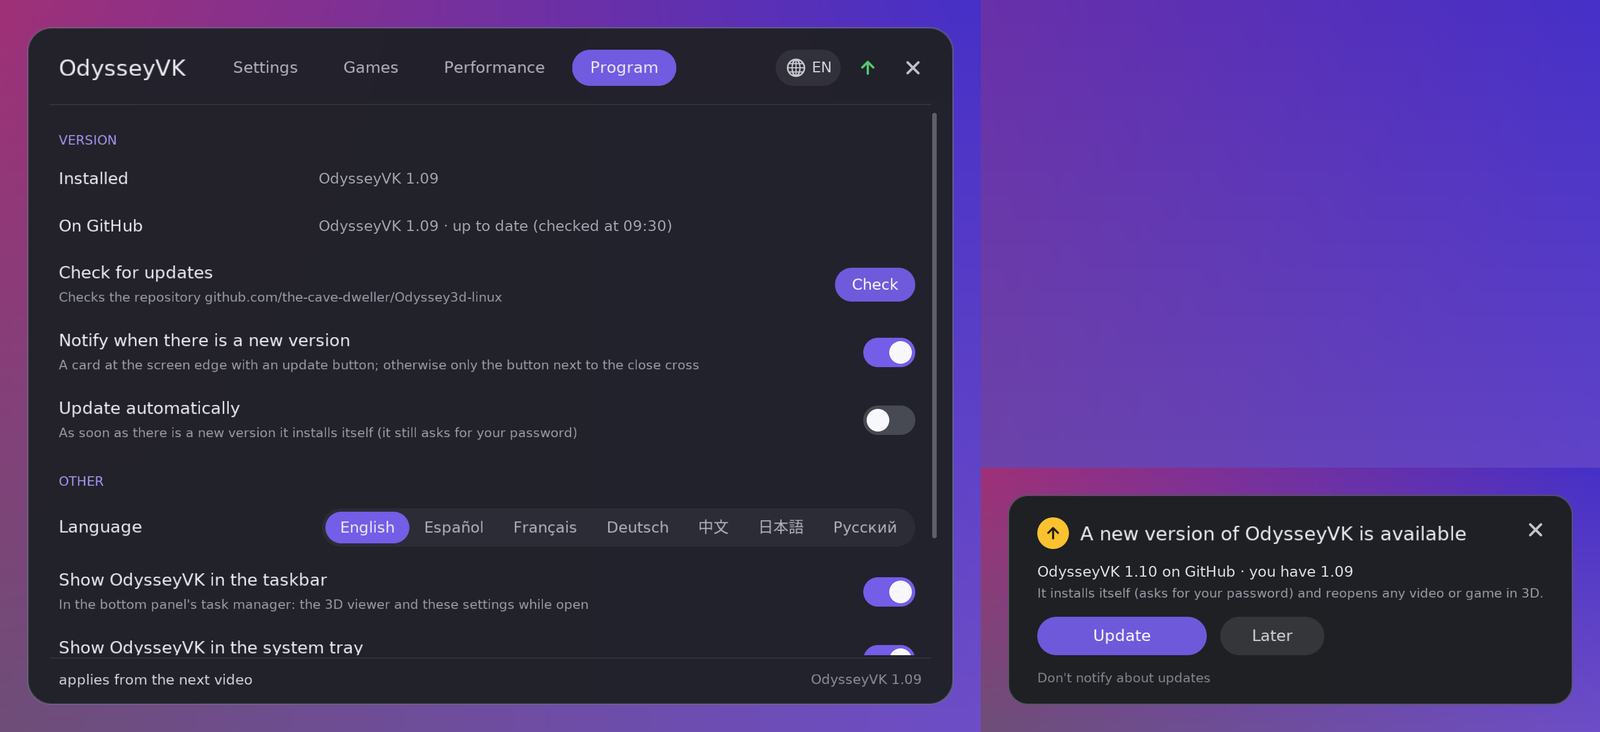 OdysseyVK
Settings
Games
Performance
Program
EN
VERSION
Installed
OdysseyVK 1.09
On GitHub
OdysseyVK 1.09 · up to date (checked at 09:30)
Check for updates
Checks the repository github.com/the-cave-dweller/Odyssey3d-linux
Check
Notify when there is a new version
A card at the screen edge with an update button; otherwise only the button next to the close cross
Update automatically
As soon as there is a new version it installs itself (it still asks for your password)
OTHER
Language
English
Español
Français
Deutsch
中文
日本語
Русский
Show OdysseyVK in the taskbar
In the bottom panel's task manager: the 3D viewer and these settings while open
Show OdysseyVK in the system tray
applies from the next video
OdysseyVK 1.09
A new version of OdysseyVK is available
OdysseyVK 1.10 on GitHub · you have 1.09
It installs itself (asks for your password) and reopens any video or game in 3D.
Update
Later
Don't notify about updates